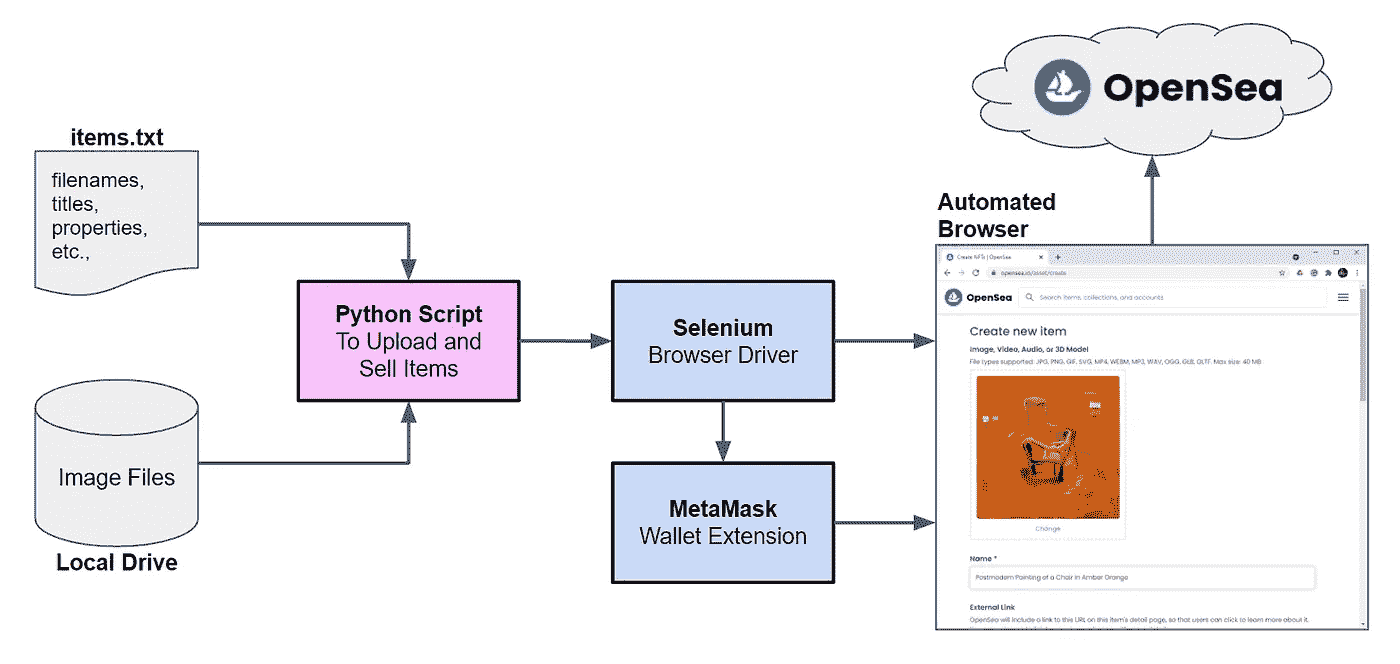 OpenSea
items.txt
filenames,
titles,
properties,
etc.,
Automated
Browser
Python Script
To Upload and
Sell Items
Selenium
Browser Driver
Image Files
Local Drive
MetaMask
Wallet Extension
Create NFTs | OpenSea
opensea.io/asset/create
OpenSea
Search items, collections, and accounts
Create new item
Image, Video, Audio, or 3D Model
File types supported: JPG, PNG, GIF, SVG, MP4, WEBM, MP3, WAV, OGG, GLB, GLTF. Max size: 40 MB
Change
Name *
Postmodern Painting of a Chair in Amber Orange
External Link
OpenSea will include a link to this URL on this item's detail page, so that users can click to learn more about it.